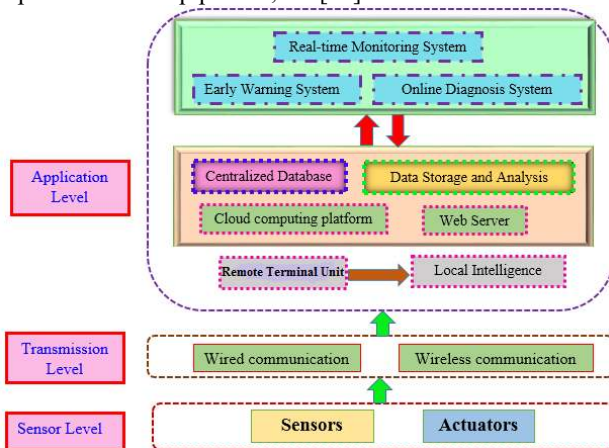 Real-time Monitoring System
Early Warning System
Online Diagnosis System
Application
Level
Centralized Database
Data Storage and Analysis
Cloud computing platform
Web Server
Remote Terminal Unit
Local Intelligence
Transmission
Level
Wired communication
Wireless communication
Sensor Level
Sensors
Actuators